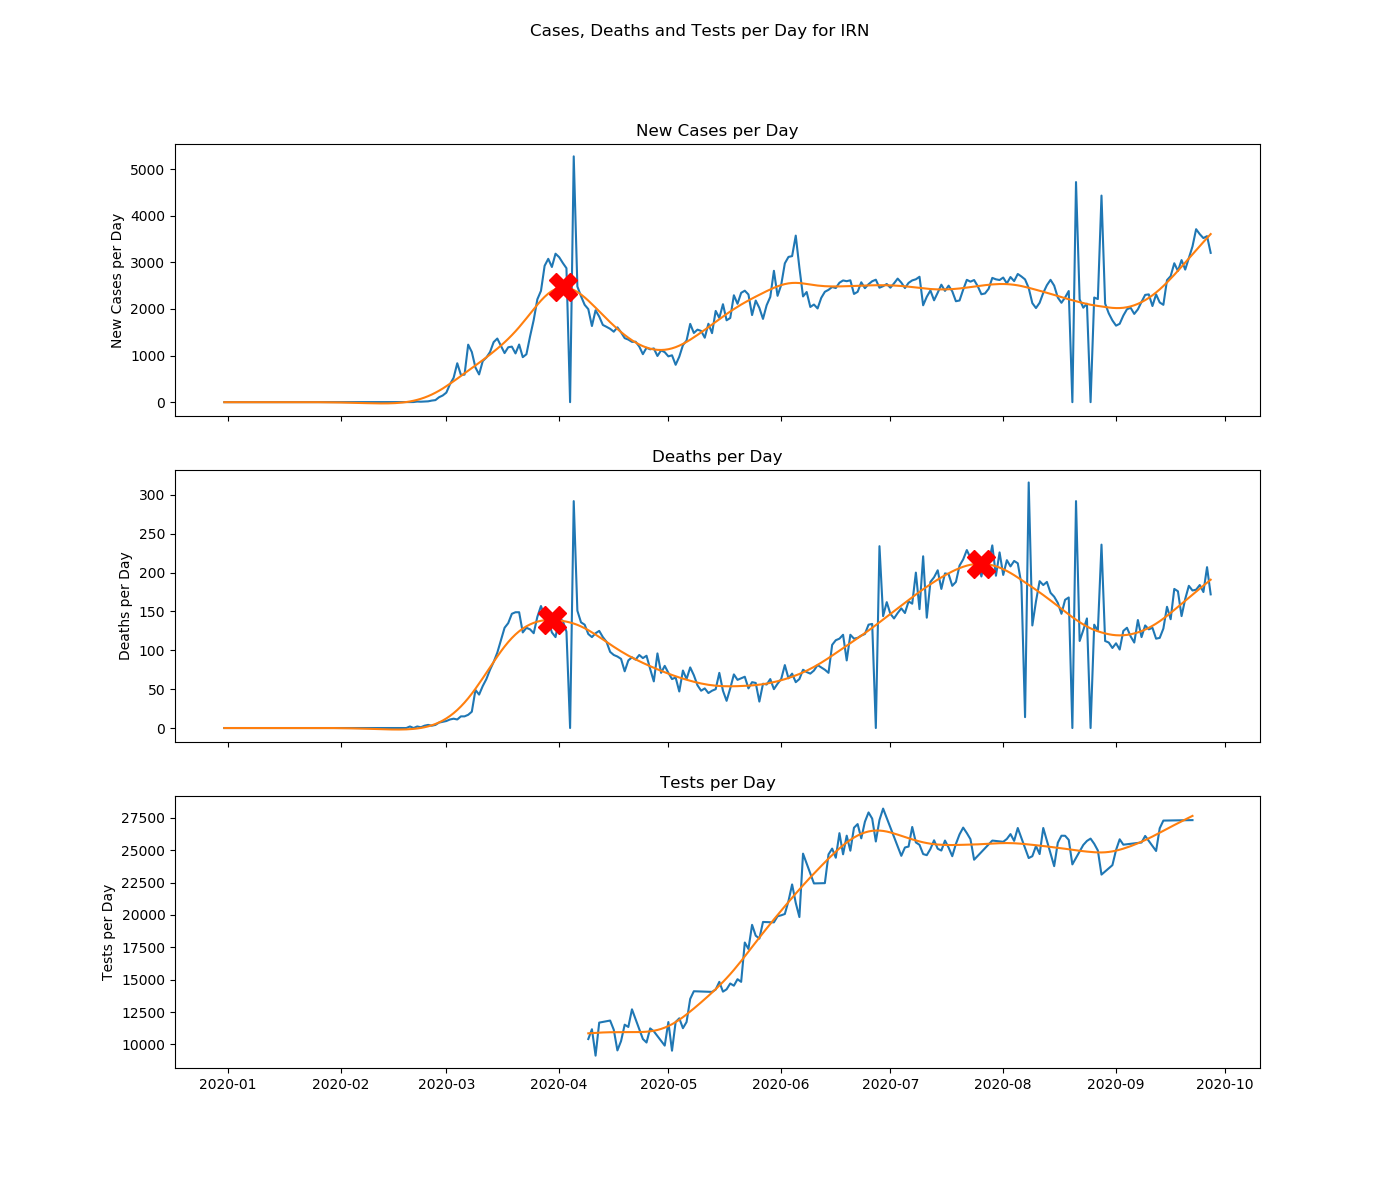 Cases, Deaths and Tests per Day for IRN
New Cases per Day
New Cases per Day
5000
4000
3000
2000
1000
0
Deaths per Day
Deaths per Day
300
250
200
150
100
50
0
Tests per Day
Tests per Day
27500
25000
22500
20000
17500
15000
12500
10000
2020-01 2020-02 2020-03 2020-04 2020-05 2020-06 2020-07 2020-08 2020-09 2020-10